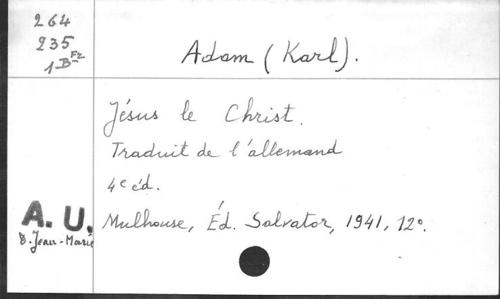 264
235
1 B Fz
Adam (Karl).
Jésus le Christ.
Traduit de l'allemand
4e éd.
A. U.
D. Jean-Marie
Mulhouse, Éd. Salvator, 1941, 12°.